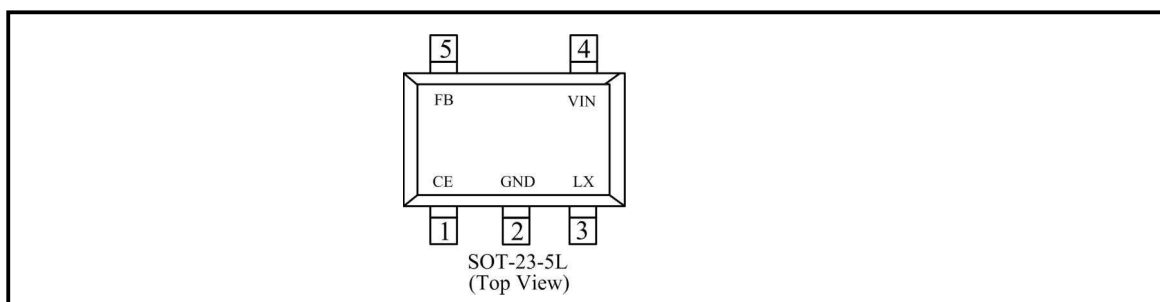 5 4
FB VIN
CE GND LX
1 2 3
SOT-23-5L
(Top View)